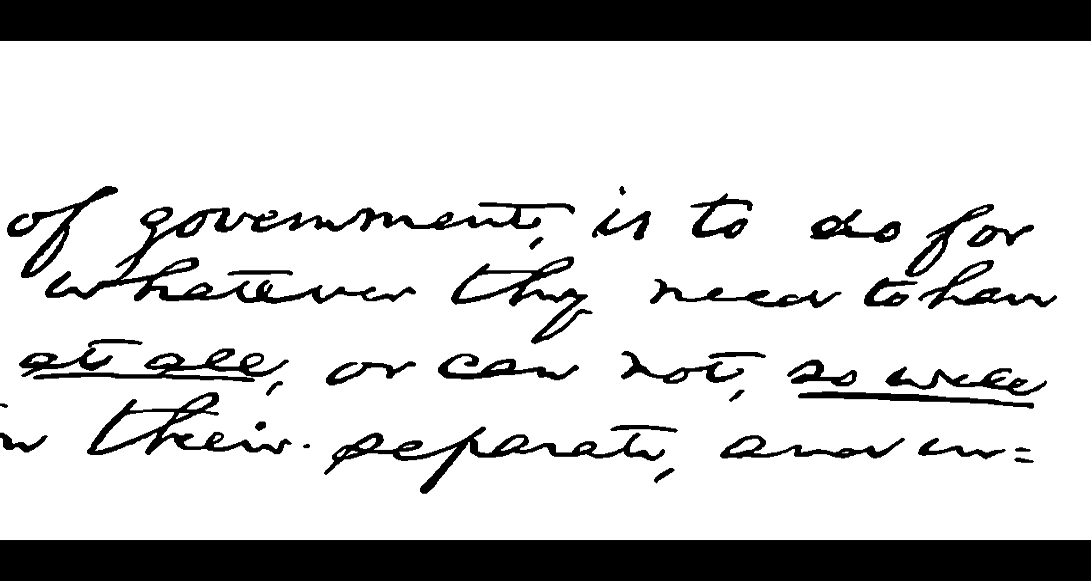 of government, is to do for
whatever they need to have
at all, or can not, so well
in their separate, and in=